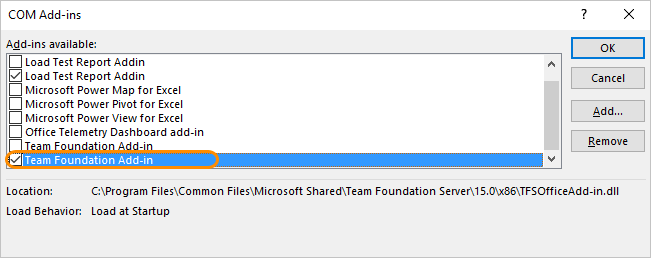 COM Add-ins
Add-ins available:
Load Test Report Addin
Load Test Report Addin
Microsoft Power Map for Excel
Microsoft Power Pivot for Excel
Microsoft Power View for Excel
Office Telemetry Dashboard add-in
Team Foundation Add-in
Team Foundation Add-in
OK
Cancel
Add...
Remove
Location: C:\Program Files\Common Files\Microsoft Shared\Team Foundation Server\15.0\x86\TFSOfficeAdd-in.dll
Load Behavior: Load at Startup